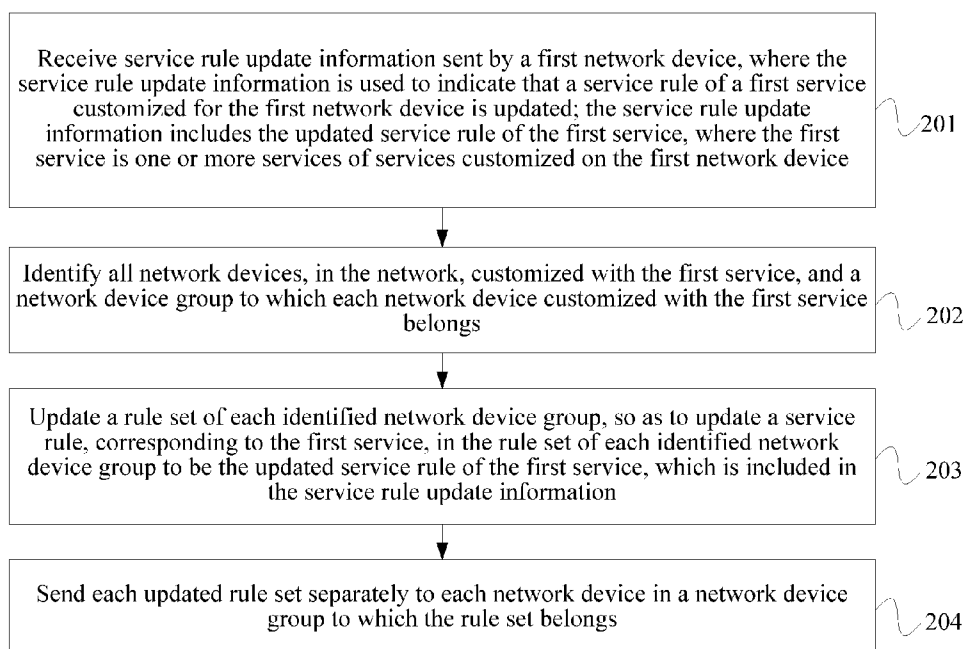 Receive service rule update information sent by a first network device, where the
service rule update information is used to indicate that a service rule of a first service
customized for the first network device is updated; the service rule update
information includes the updated service rule of the first service, where the first
service is one or more services of services customized on the first network device
201
Identify all network devices, in the network, customized with the first service, and a
network device group to which each network device customized with the first service
belongs
202
Update a rule set of each identified network device group, so as to update a service
rule, corresponding to the first service, in the rule set of each identified network
device group to be the updated service rule of the first service, which is included in
the service rule update information
203
Send each updated rule set separately to each network device in a network device
group to which the rule set belongs
204